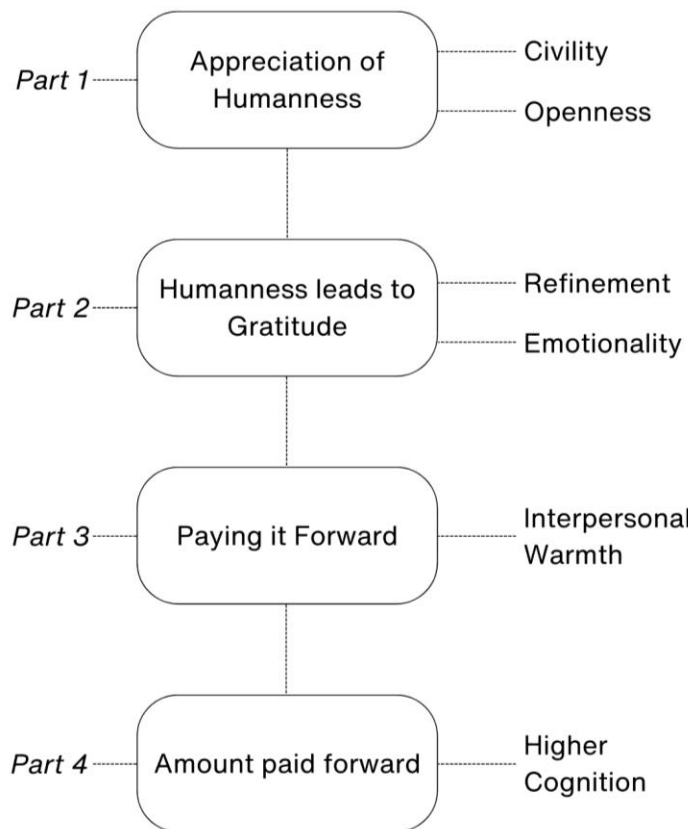 Part 1
Appreciation of
Humanness
Civility
Openness
Part 2
Humanness leads to
Gratitude
Refinement
Emotionality
Part 3
Paying it Forward
Interpersonal
Warmth
Part 4
Amount paid forward
Higher
Cognition